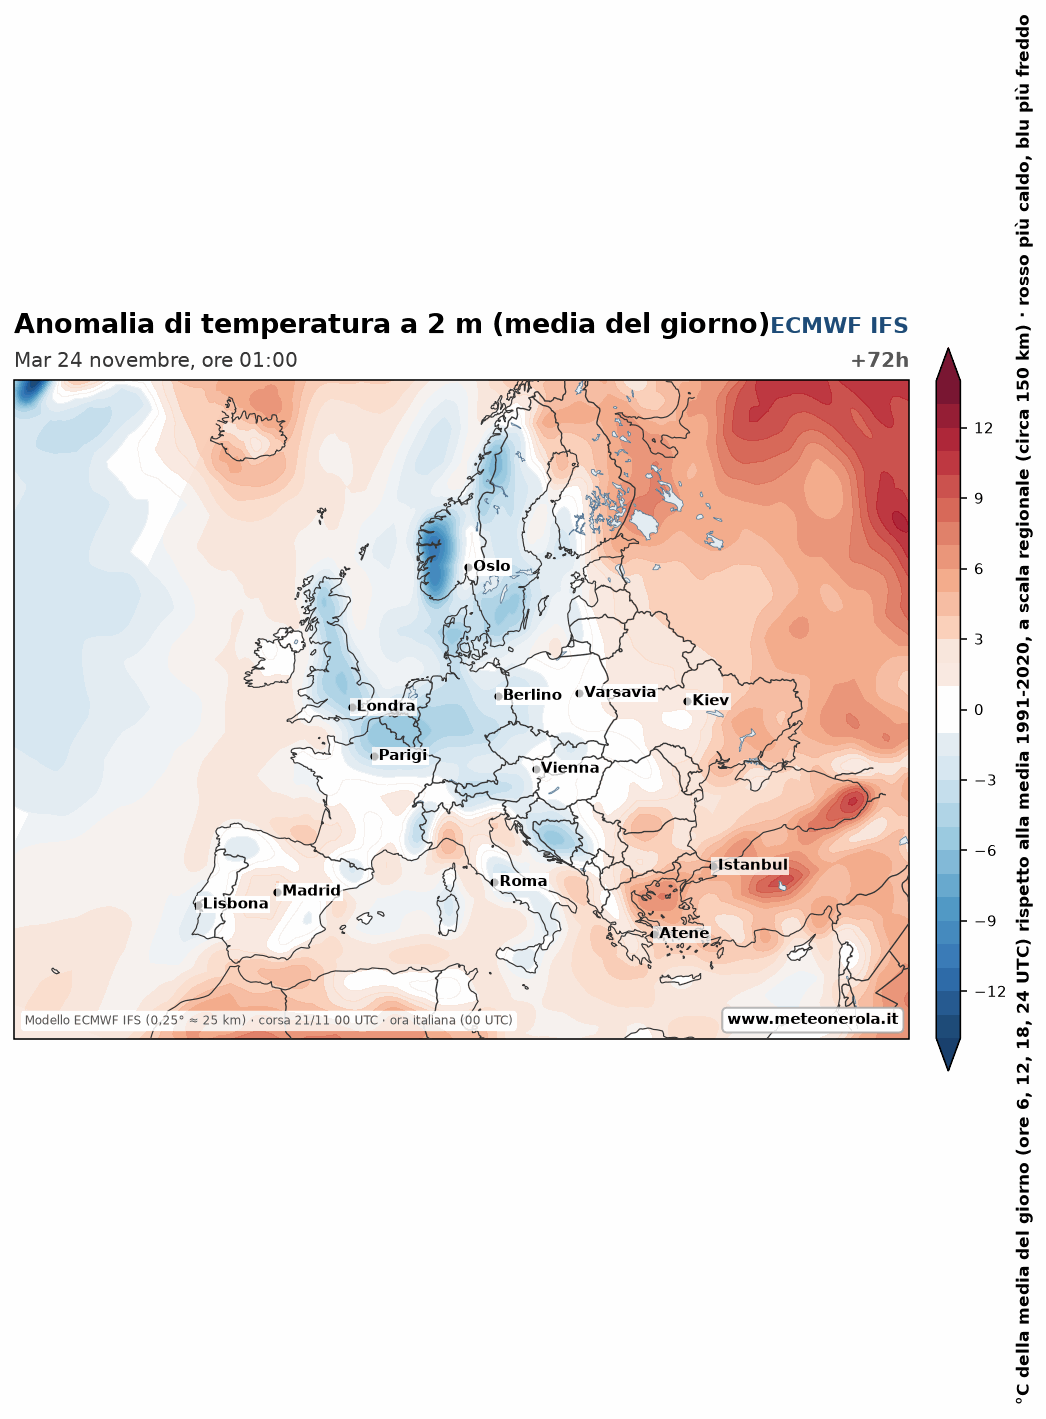 Anomalia di temperatura a 2 m (media del giorno)
ECMWF IFS
Mar 24 novembre, ore 01:00
+72h
Oslo
Londra
Berlino
Varsavia
Kiev
Parigi
Vienna
Istanbul
Roma
Madrid
Lisbona
Atene
Modello ECMWF IFS (0,25° ≈ 25 km) · corsa 21/11 00 UTC · ora italiana (00 UTC)
www.meteonerola.it
12
9
6
3
0
−3
−6
−9
−12
°C della media del giorno (ore 6, 12, 18, 24 UTC) rispetto alla media 1991-2020, a scala regionale (circa 150 km) · rosso più caldo, blu più freddo